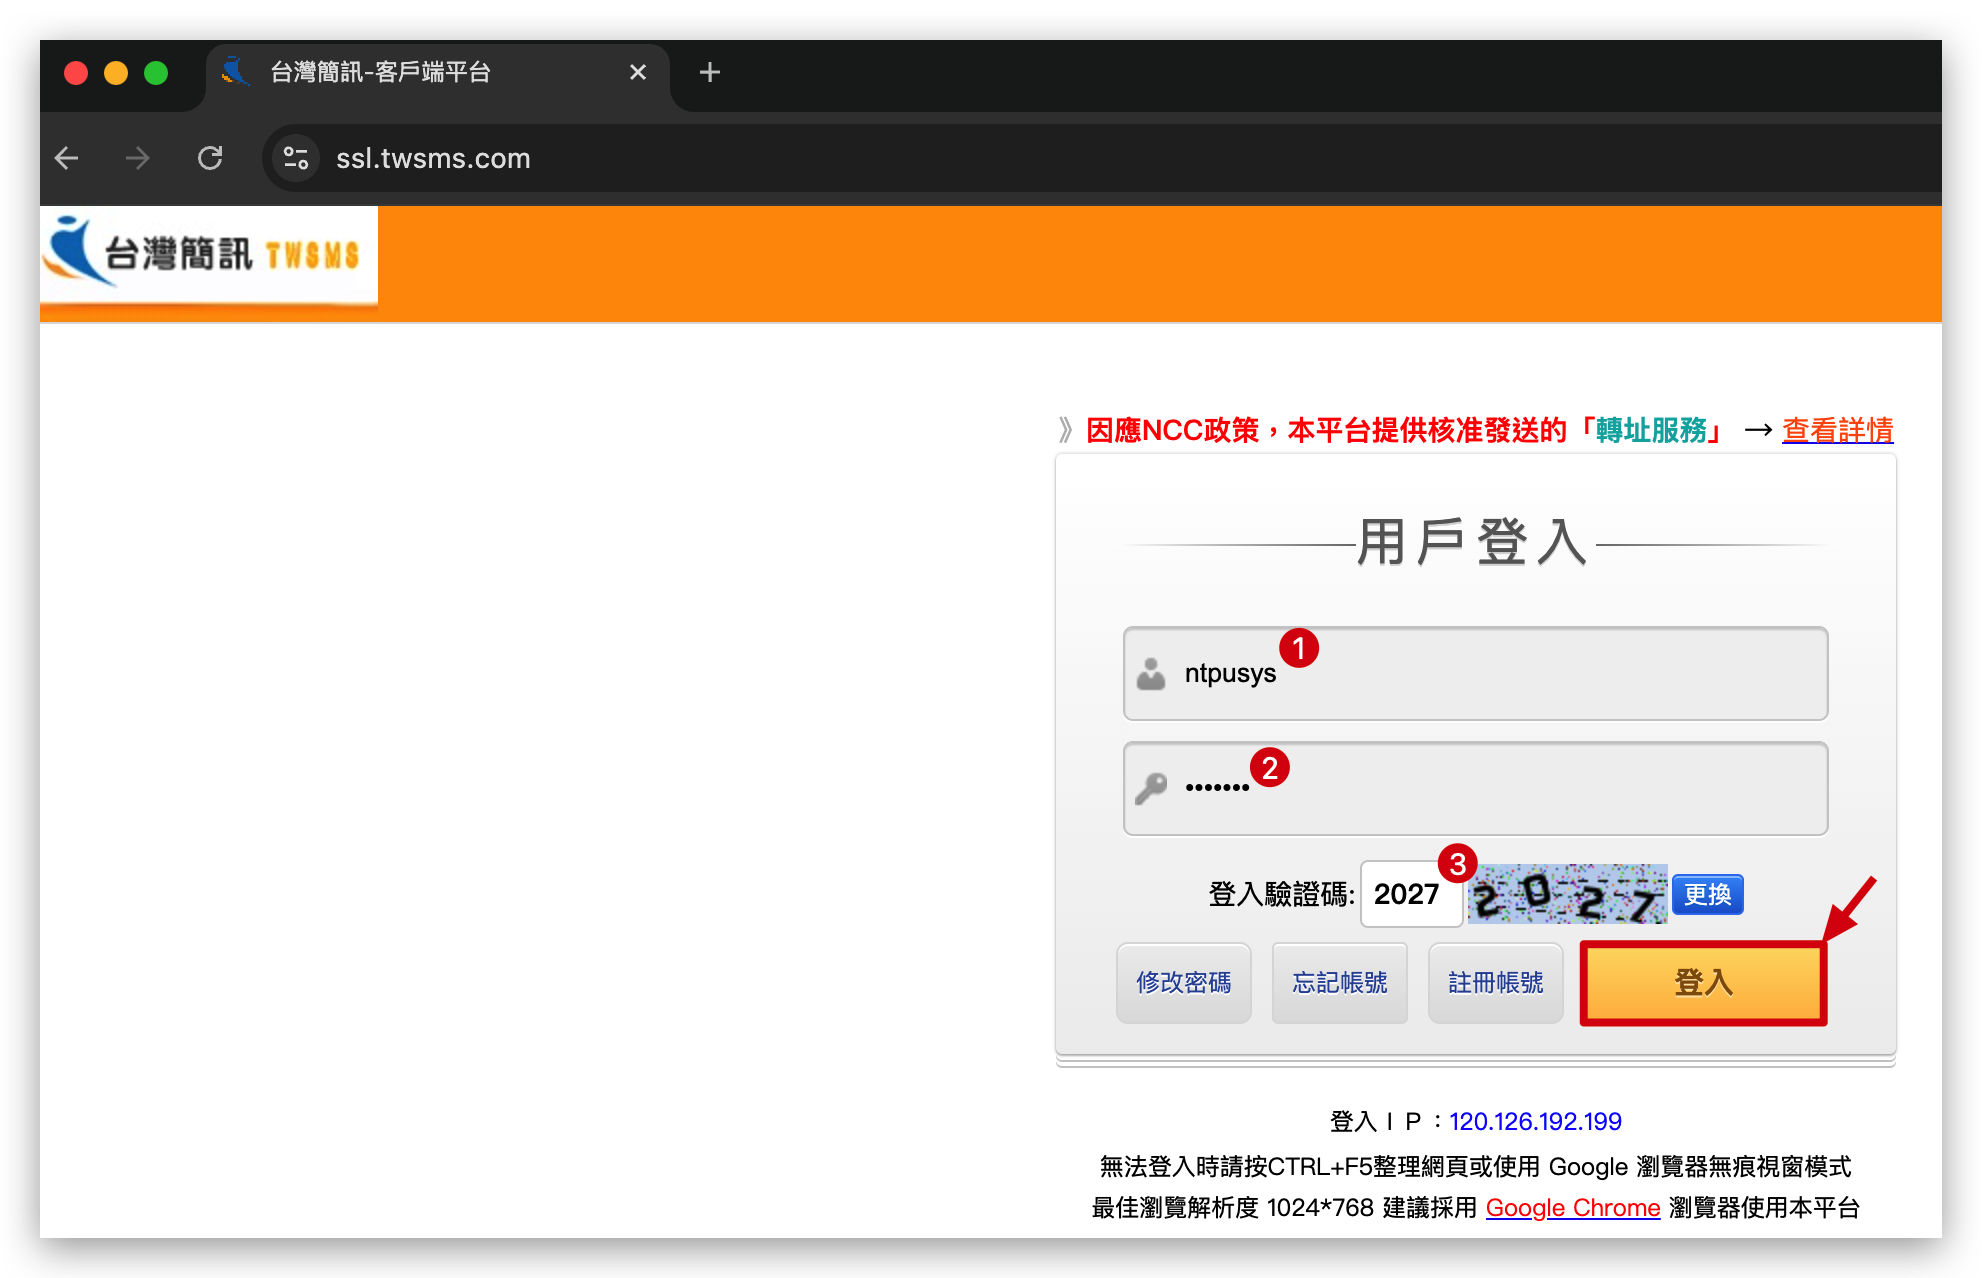 台灣簡訊-客戶端平台
ssl.twsms.com
台灣簡訊 TWSMS
》因應NCC政策，本平台提供核准發送的「轉址服務」 → 查看詳情
用戶登入
ntpusys 1
••••••• 2
登入驗證碼: 2027 3 2027 更換
修改密碼 忘記帳號 註冊帳號 登入
登入ＩＰ：120.126.192.199
無法登入時請按CTRL+F5整理網頁或使用 Google 瀏覽器無痕視窗模式
最佳瀏覽解析度 1024*768 建議採用 Google Chrome 瀏覽器使用本平台